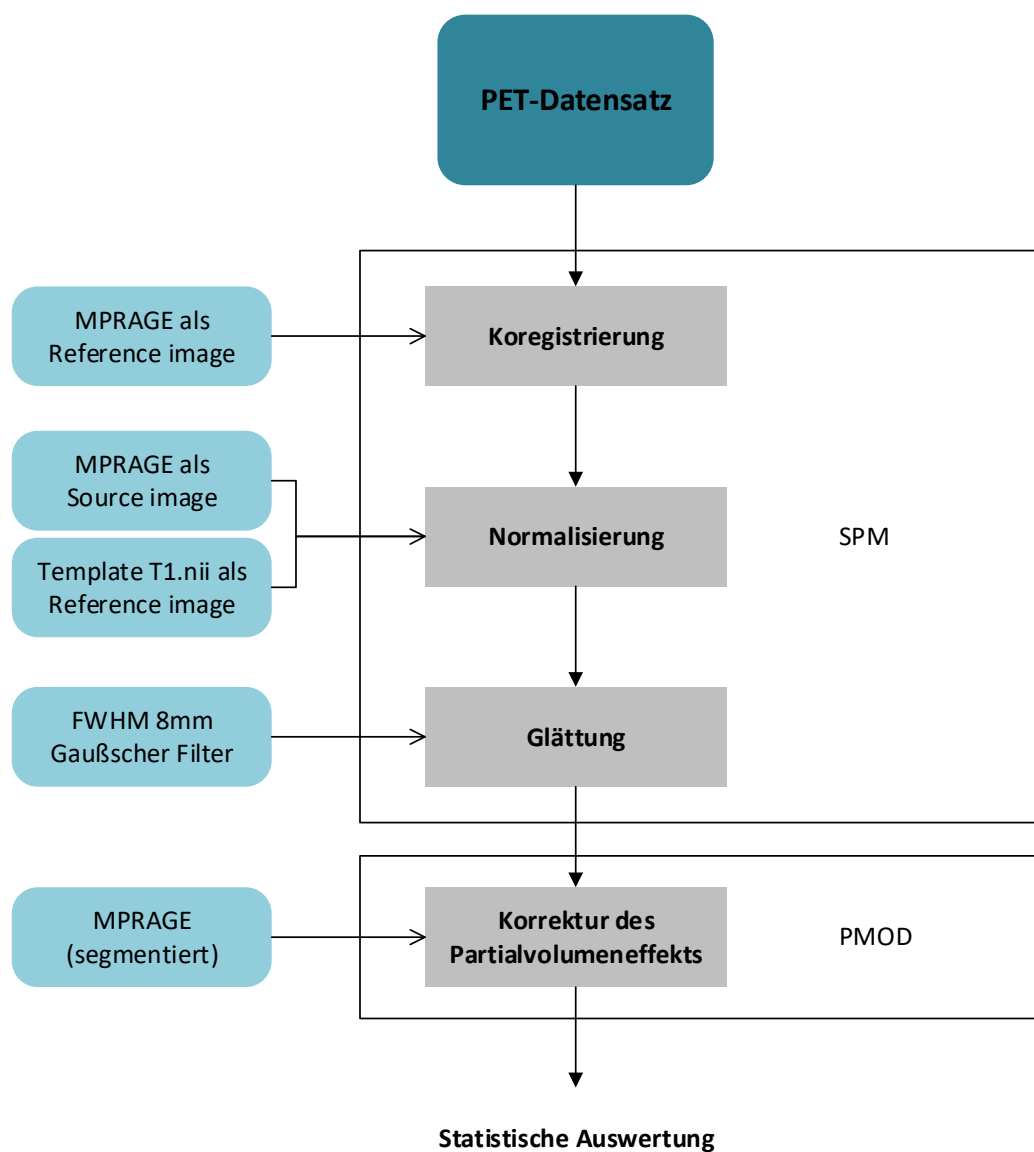 PET-Datensatz
MPRAGE als
Reference image
Koregistrierung
MPRAGE als
Source image
Template T1.nii als
Reference image
Normalisierung
SPM
FWHM 8mm
Gaußscher Filter
Glättung
MPRAGE
(segmentiert)
Korrektur des
Partialvolumeneffekts
PMOD
Statistische Auswertung